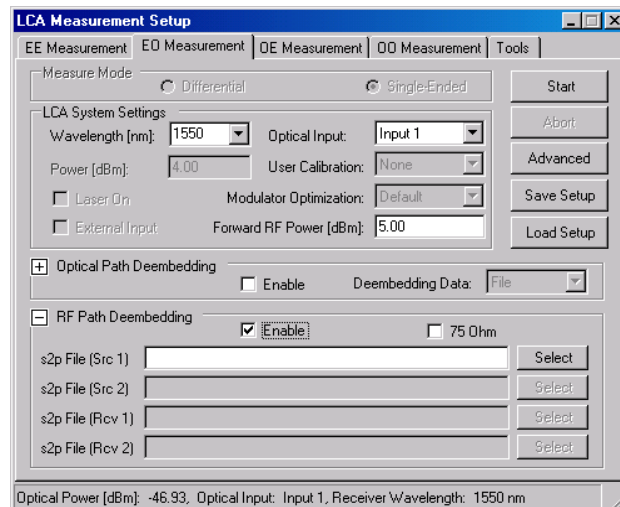 LCA Measurement Setup
EE Measurement EO Measurement OE Measurement OO Measurement Tools
Measure Mode
Differential Single-Ended
Start
LCA System Settings
Abort
Wavelength [nm]: 1550 Optical Input: Input 1
Power [dBm]: 4.00 User Calibration: None
Advanced
Laser On Modulator Optimization: Default
Save Setup
External Input Forward RF Power [dBm]: 5.00
Load Setup
Optical Path Deembedding
Enable Deembedding Data: File
RF Path Deembedding
Enable 75 Ohm
s2p File (Src 1) Select
s2p File (Src 2) Select
s2p File (Rcv 1) Select
s2p File (Rcv 2) Select
Optical Power [dBm]: -46.93, Optical Input: Input 1, Receiver Wavelength: 1550 nm